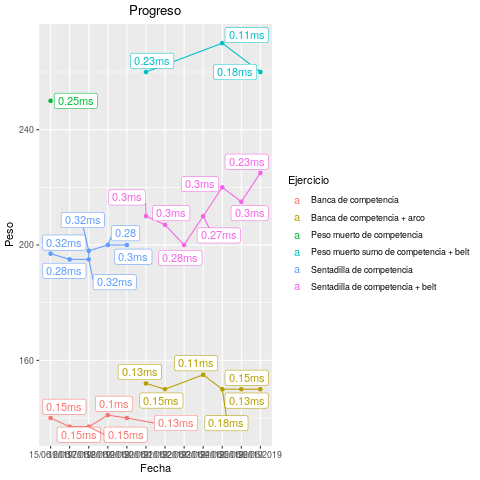 Progreso
0.11ms
0.23ms
0.18ms
0.25ms
240
0.23ms
0.3ms
0.3ms
0.3ms
0.3ms
0.32ms
0.28
0.27ms
0.32ms
200
0.3ms
0.28ms
0.28ms
0.32ms
160
0.11ms
0.13ms
0.15ms
0.15ms
0.13ms
0.15ms
0.1ms
0.13ms
0.18ms
0.15ms
0.15ms
Peso
Fecha
Ejercicio
a Banca de competencia
a Banca de competencia + arco
a Peso muerto de competencia
a Peso muerto sumo de competencia + belt
a Sentadilla de competencia
a Sentadilla de competencia + belt